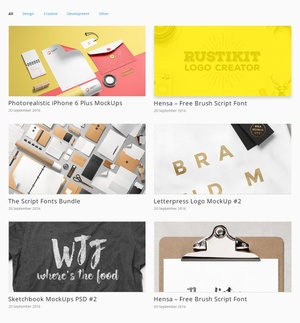 All Design Creative Development Other
RUSTIKIT
LOGO CREATOR
Photorealistic iPhone 6 Plus MockUps
20 September 2016
Hensa – Free Brush Script Font
20 September 2016
BRA
ND
M
The Script Fonts Bundle
20 September 2016
Letterpress Logo MockUp #2
20 September 2016
WTF
where's the food
Sketchbook MockUps PSD #2
20 September 2016
Hensa – Free Brush Script Font
20 September 2016